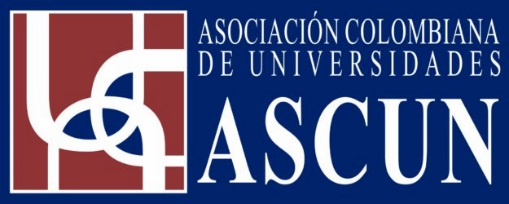 ASOCIACIÓN COLOMBIANA
DE UNIVERSIDADES
ASCUN